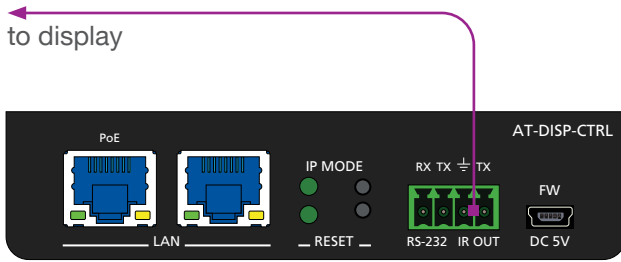 to display
AT-DISP-CTRL
PoE
IP MODE
RX TX ⏚ TX
FW
LAN
RESET
RS-232 IR OUT
DC 5V